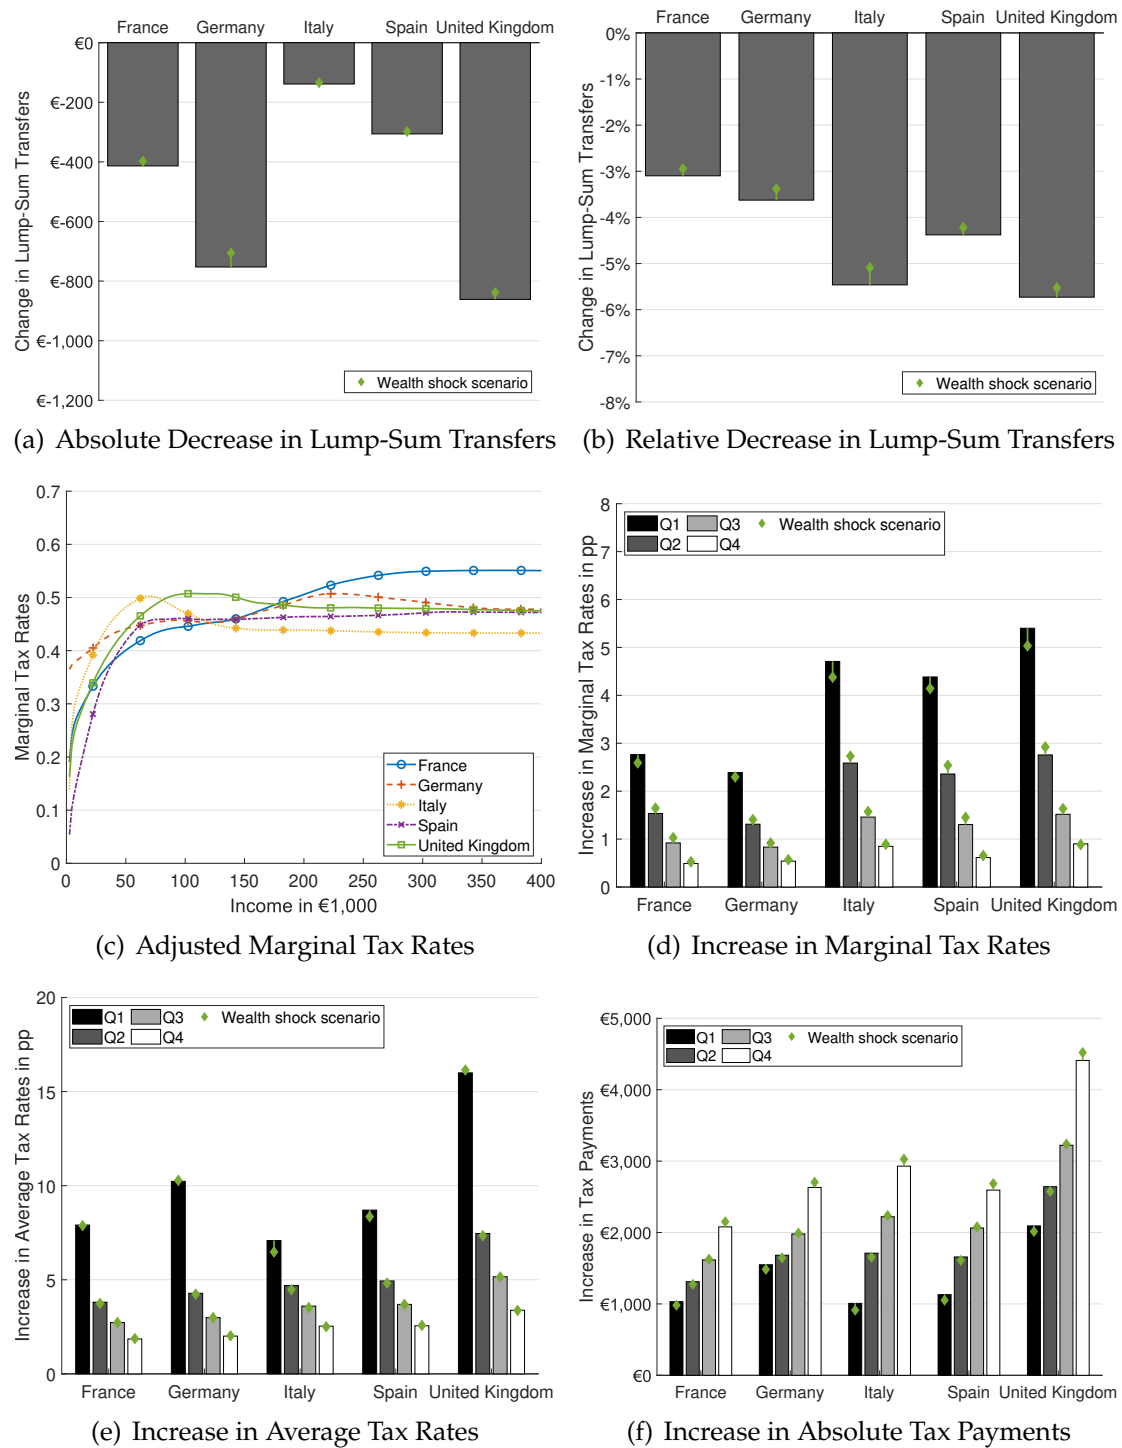 France Germany Italy Spain United Kingdom
€0
€-200
€-400
€-600
€-800
€-1,000
€-1,200
Change in Lump-Sum Transfers
Wealth shock scenario
(a) Absolute Decrease in Lump-Sum Transfers
France Germany Italy Spain United Kingdom
0%
-1%
-2%
-3%
-4%
-5%
-6%
-7%
-8%
Change in Lump-Sum Transfers
Wealth shock scenario
(b) Relative Decrease in Lump-Sum Transfers
0.7
0.6
0.5
0.4
0.3
0.2
0.1
0
Marginal Tax Rates
France
Germany
Italy
Spain
United Kingdom
0 50 100 150 200 250 300 350 400
Income in €1,000
(c) Adjusted Marginal Tax Rates
8
7
6
5
4
3
2
1
0
Increase in Marginal Tax Rates in pp
Q1 Q3 Wealth shock scenario
Q2 Q4
France Germany Italy Spain United Kingdom
(d) Increase in Marginal Tax Rates
20
15
10
5
0
Increase in Average Tax Rates in pp
Q1 Q3 Wealth shock scenario
Q2 Q4
France Germany Italy Spain United Kingdom
(e) Increase in Average Tax Rates
€5,000
€4,000
€3,000
€2,000
€1,000
€0
Increase in Tax Payments
Q1 Q3 Wealth shock scenario
Q2 Q4
France Germany Italy Spain United Kingdom
(f) Increase in Absolute Tax Payments